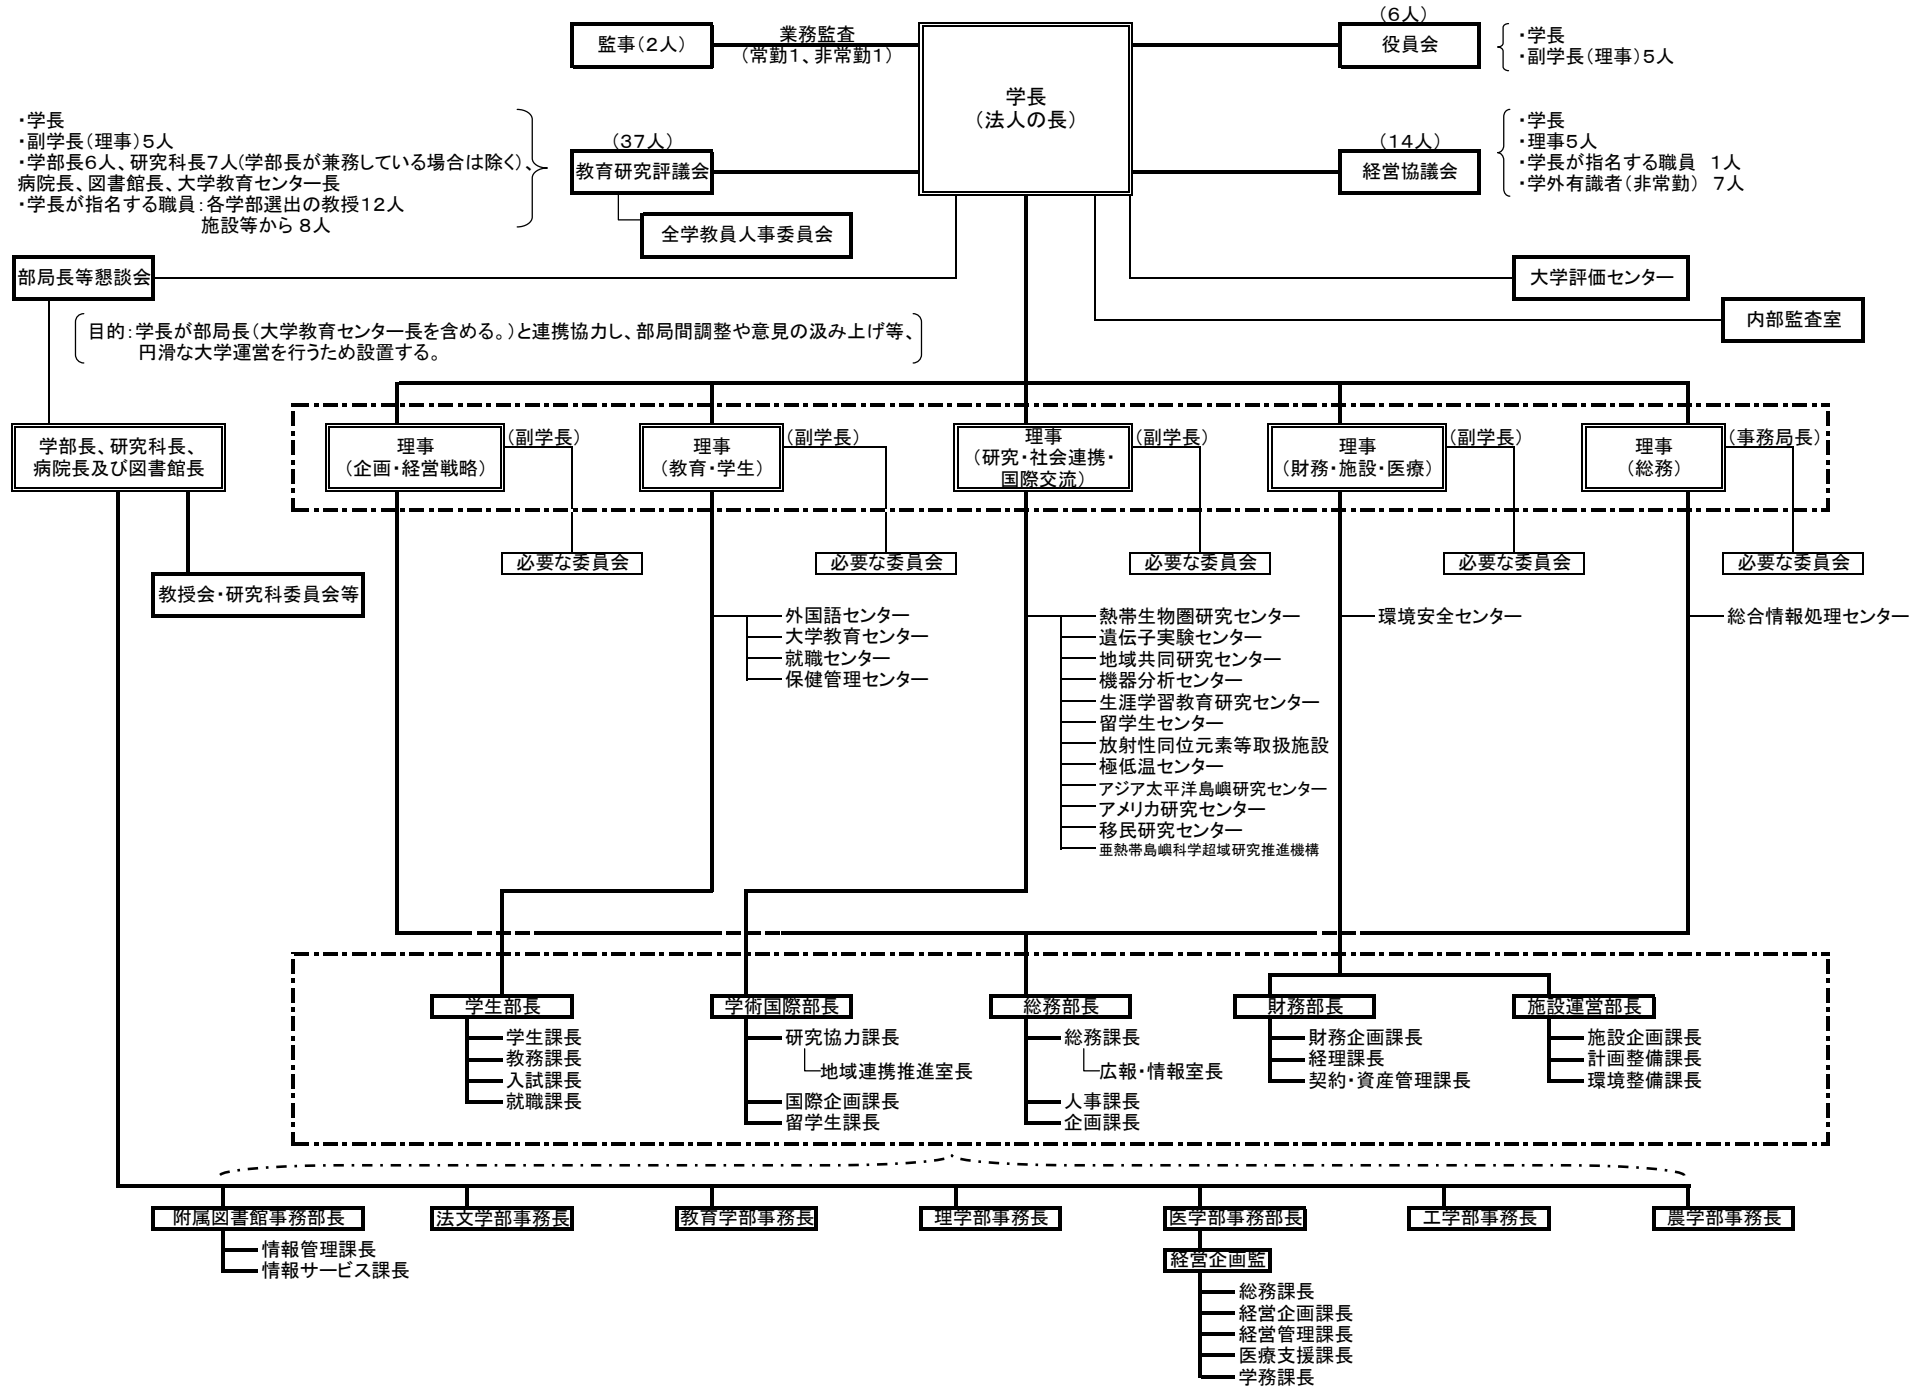 (6人)
監事(2人)
業務監査
(常勤1、非常勤1)
役員会
・学長
・副学長(理事)5人
学長
(法人の長)
・学長
・副学長(理事)5人
・学部長6人、研究科長7人(学部長が兼務している場合は除く)、
病院長、図書館長、大学教育センター長
・学長が指名する職員：各学部選出の教授12人
施設等から 8人
(37人)
教育研究評議会
全学教員人事委員会
(14人)
経営協議会
・学長
・理事5人
・学長が指名する職員 1人
・学外有識者(非常勤) 7人
部局長等懇談会
大学評価センター
内部監査室
目的：学長が部局長(大学教育センター長を含める。)と連携協力し、部局間調整や意見の汲み上げ等、
円滑な大学運営を行うため設置する。
学部長、研究科長、
病院長及び図書館長
理事
(企画・経営戦略)
(副学長)
理事
(教育・学生)
(副学長)
理事
(研究・社会連携・
国際交流)
(副学長)
理事
(財務・施設・医療)
(副学長)
理事
(総務)
(事務局長)
必要な委員会
必要な委員会
必要な委員会
必要な委員会
必要な委員会
教授会・研究科委員会等
外国語センター
大学教育センター
就職センター
保健管理センター
熱帯生物圏研究センター
遺伝子実験センター
地域共同研究センター
機器分析センター
生涯学習教育研究センター
留学生センター
放射性同位元素等取扱施設
極低温センター
アジア太平洋島嶼研究センター
アメリカ研究センター
移民研究センター
亜熱帯島嶼科学超域研究推進機構
環境安全センター
総合情報処理センター
学生部長
学生課長
教務課長
入試課長
就職課長
学術国際部長
研究協力課長
地域連携推進室長
国際企画課長
留学生課長
総務部長
総務課長
広報・情報室長
人事課長
企画課長
財務部長
財務企画課長
経理課長
契約・資産管理課長
施設運営部長
施設企画課長
計画整備課長
環境整備課長
附属図書館事務部長
情報管理課長
情報サービス課長
法文学部事務長
教育学部事務長
理学部事務長
医学部事務部長
経営企画監
総務課長
経営企画課長
経営管理課長
医療支援課長
学務課長
工学部事務長
農学部事務長